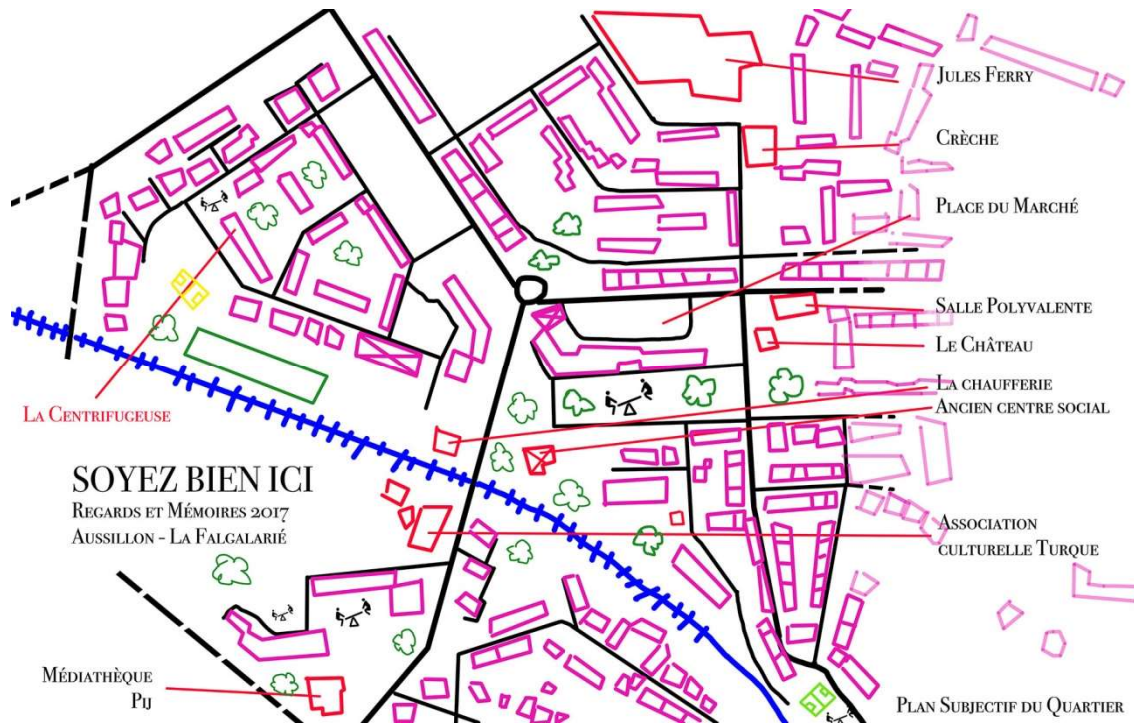 Jules Ferry
Crèche
Place du Marché
Salle Polyvalente
Le Château
La chaufferie
Ancien centre social
La Centrifugeuse
SOYEZ BIEN ICI
Regards et Mémoires 2017
Aussillon - La Falgalarié
Association
culturelle Turque
Médiathèque
Pij
Plan Subjectif du Quartier